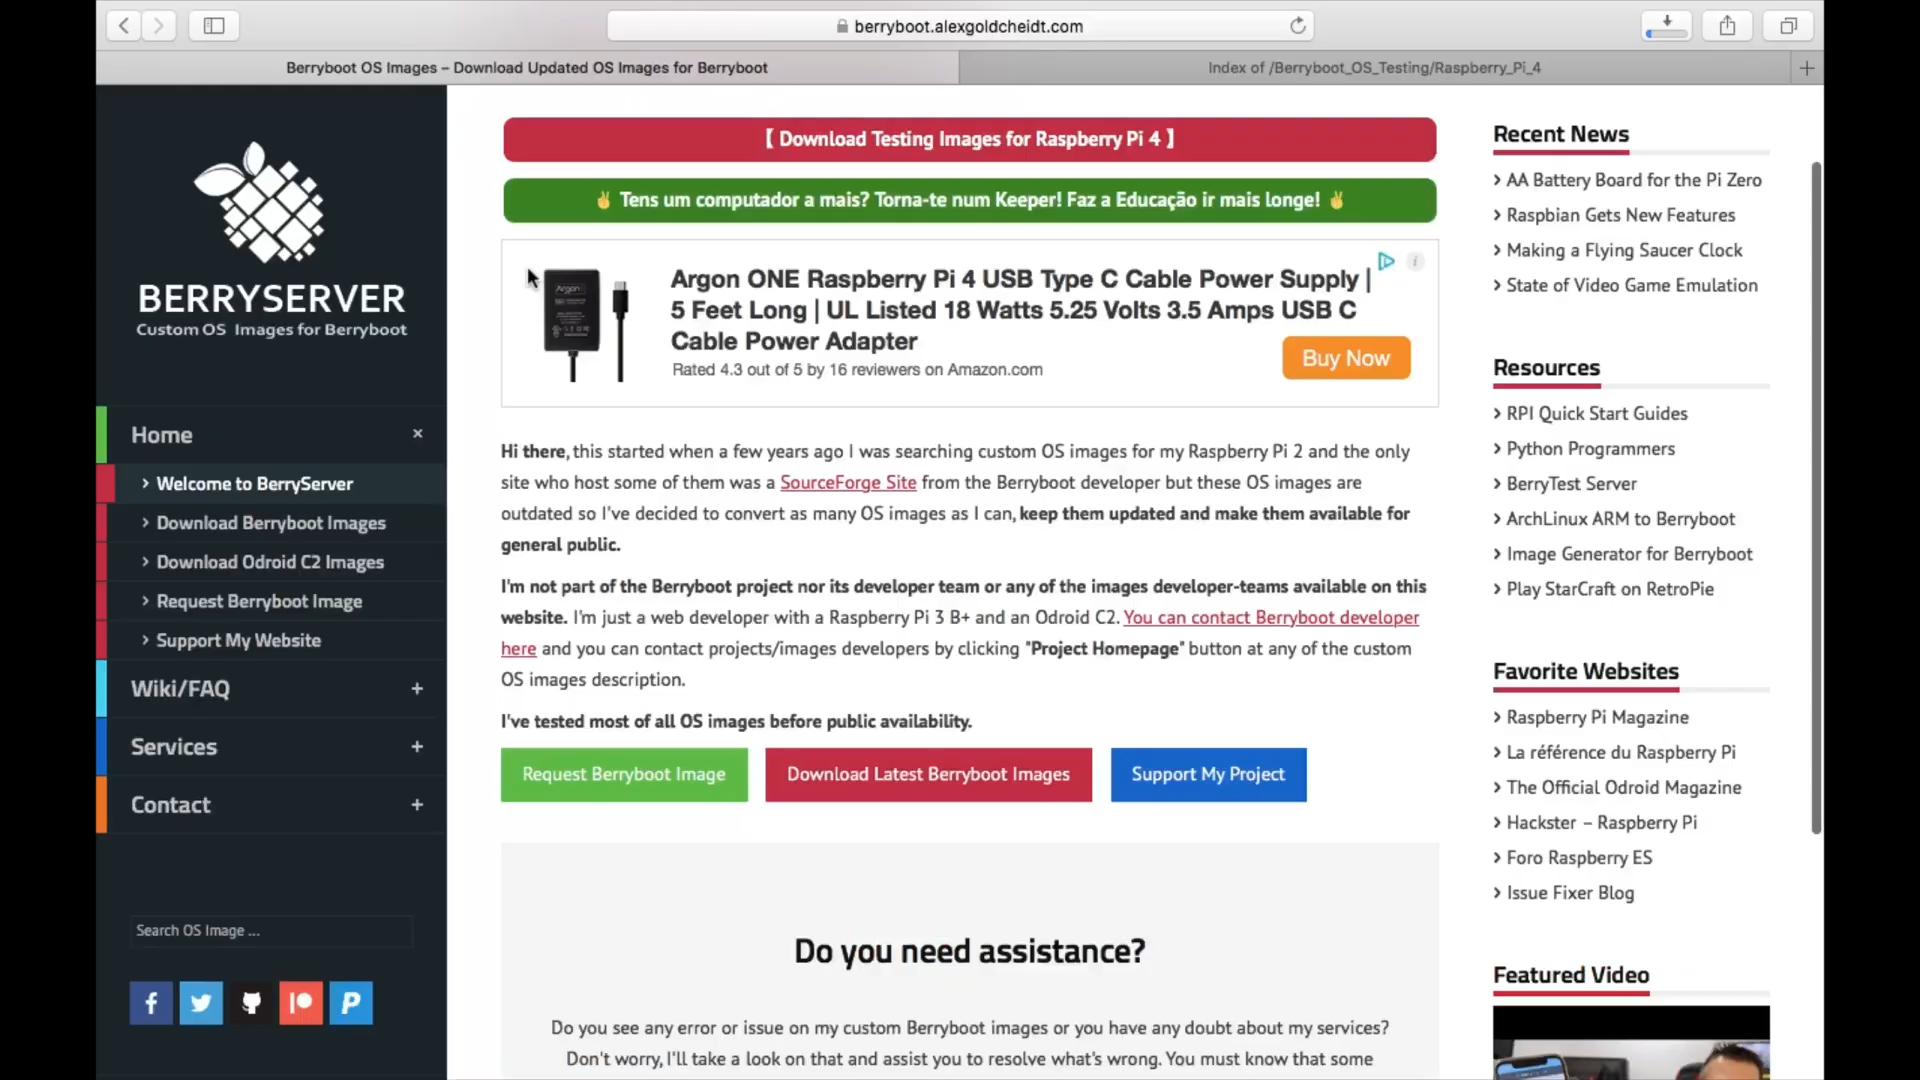 berryboot.alexgoldcheidt.com
Berryboot OS Images – Download Updated OS Images for Berryboot
Index of /Berryboot_OS_Testing/Raspberry_Pi_4
BERRYSERVER
Custom OS Images for Berryboot
Home
Welcome to BerryServer
Download Berryboot Images
Download Odroid C2 Images
Request Berryboot Image
Support My Website
Wiki/FAQ
Services
Contact
Search OS Image ...
【 Download Testing Images for Raspberry Pi 4 】
✌ Tens um computador a mais? Torna-te num Keeper! Faz a Educação ir mais longe! ✌
Argon ONE Raspberry Pi 4 USB Type C Cable Power Supply |
5 Feet Long | UL Listed 18 Watts 5.25 Volts 3.5 Amps USB C
Cable Power Adapter
Rated 4.3 out of 5 by 16 reviewers on Amazon.com
Buy Now
Argon
Hi there, this started when a few years ago I was searching custom OS images for my Raspberry Pi 2 and the only
site who host some of them was a SourceForge Site from the Berryboot developer but these OS images are
outdated so I've decided to convert as many OS images as I can, keep them updated and make them available for
general public.
I'm not part of the Berryboot project nor its developer team or any of the images developer-teams available on this
website. I'm just a web developer with a Raspberry Pi 3 B+ and an Odroid C2. You can contact Berryboot developer
here and you can contact projects/images developers by clicking "Project Homepage" button at any of the custom
OS images description.
I've tested most of all OS images before public availability.
Request Berryboot Image
Download Latest Berryboot Images
Support My Project
Do you need assistance?
Do you see any error or issue on my custom Berryboot images or you have any doubt about my services?
Don't worry, I'll take a look on that and assist you to resolve what's wrong. You must know that some
Recent News
AA Battery Board for the Pi Zero
Raspbian Gets New Features
Making a Flying Saucer Clock
State of Video Game Emulation
Resources
RPI Quick Start Guides
Python Programmers
BerryTest Server
ArchLinux ARM to Berryboot
Image Generator for Berryboot
Play StarCraft on RetroPie
Favorite Websites
Raspberry Pi Magazine
La référence du Raspberry Pi
The Official Odroid Magazine
Hackster – Raspberry Pi
Foro Raspberry ES
Issue Fixer Blog
Featured Video